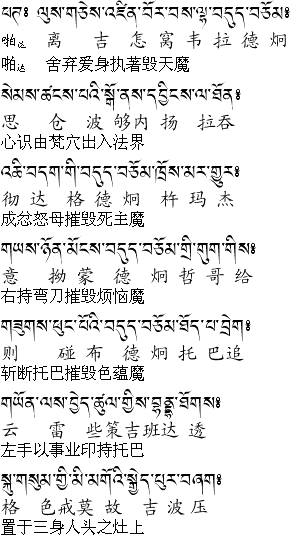 ཕཊ༔ ལུས་གཅེས་འཛིན་བོར་བས་ལྷ་བདུད་བཅོམ༔
啪达 离 吉 怎 窝 韦 拉 德 炯
啪达 舍弃爱身执著毁天魔
སེམས་ཚངས་པའི་སྒོ་ནས་དབྱིངས་ལ་ཐོན༔
思 仓 波 够内 扬 拉吞
心识由梵穴出入法界
འཆི་བདག་གི་བདུད་བཅོམ་ཁྲོས་མར་གྱུར༔
彻 达 格 德 炯 杵 玛 杰
成忿怒母摧毁死主魔
གཡས་ཉོན་མོངས་བདུད་བཅོམ་གྲི་གུག་གིས༔
意 拗 蒙 德 炯 哲 哥 给
右持弯刀摧毁烦恼魔
གཟུགས་ཕུང་པོའི་བདུད་བཅོམ་ཐོད་པ་བྲེག༔
则 碰 布 德 炯 托 巴 追
斩断托巴摧毁色蕴魔
གཡོན་ལས་བྱེད་ཚུལ་གྱིས་བྷནྡྷ་ཐོགས༔
云 雷 些策吉班达 透
左手以事业印持托巴
སྐུ་གསུམ་གྱི་མི་མགོའི་སྒྱེད་པུར་བཞག༔
格 色戒莫 故 吉 波 压
置于三身人头之灶上